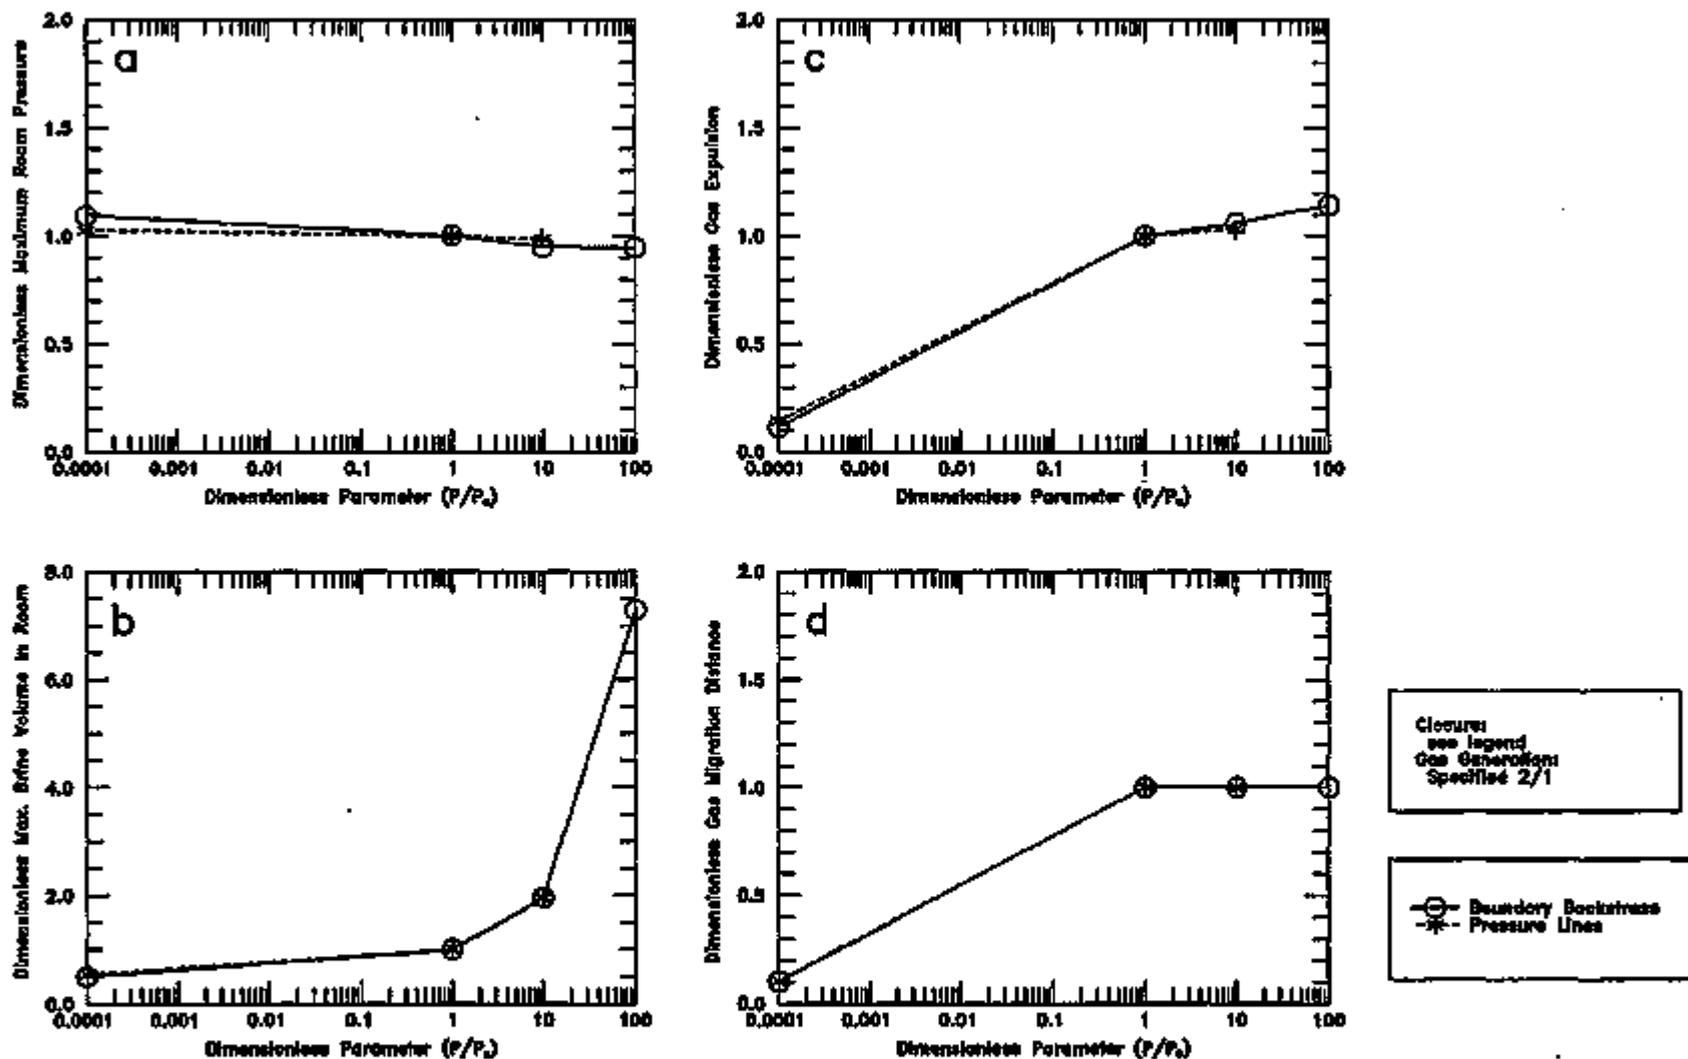 a
Dimensionless Maximum Room Pressure
2.0
1.5
1.0
0.5
0.0
0.0001 0.001 0.01 0.1 1 10 100
Dimensionless Parameter (P/Pₒ)
c
Dimensionless Gas Expulsion
2.0
1.5
1.0
0.5
0.0
0.0001 0.001 0.01 0.1 1 10 100
Dimensionless Parameter (P/Pₒ)
b
Dimensionless Max. Brine Volume in Room
8.0
6.0
4.0
2.0
0.0
0.0001 0.001 0.01 0.1 1 10 100
Dimensionless Parameter (P/Pₒ)
d
Dimensionless Gas Migration Distance
2.0
1.5
1.0
0.5
0.0
0.0001 0.001 0.01 0.1 1 10 100
Dimensionless Parameter (P/Pₒ)
Closure:
see legend
Gas Generation:
Specified 2/1
Boundary Backstress
Pressure Lines